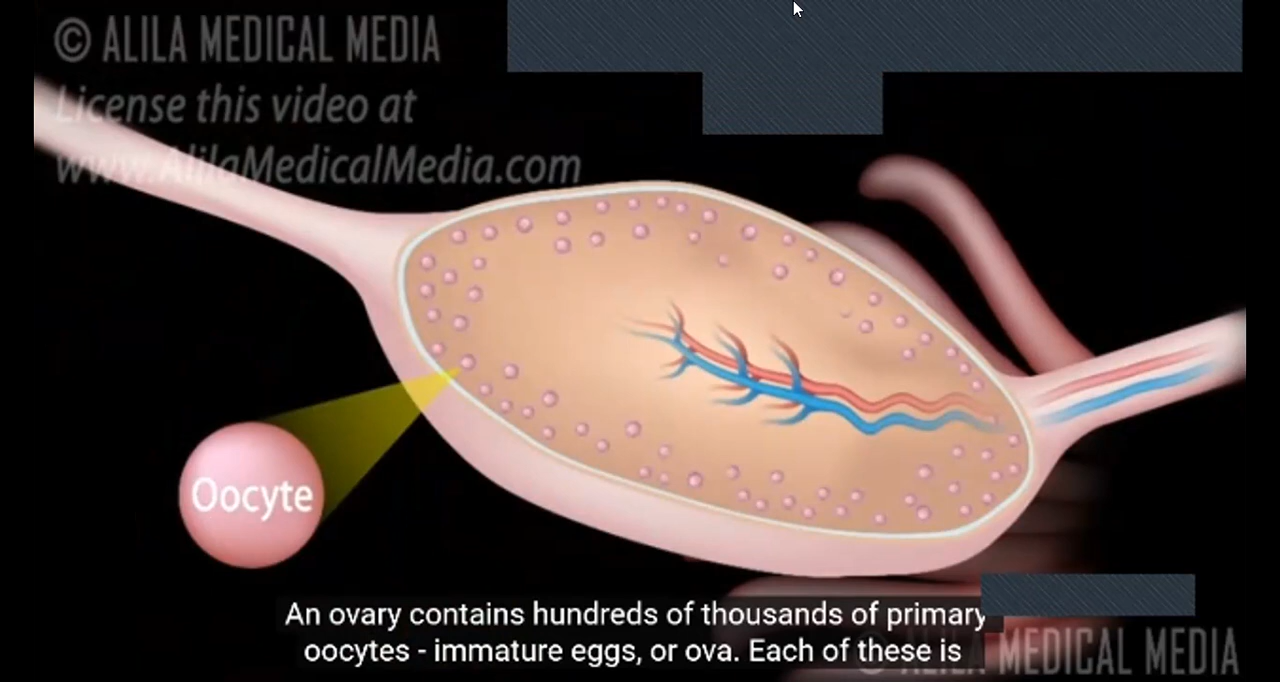 © ALILA MEDICAL MEDIA
License this video at
www.AlilaMedicalMedia.com
Oocyte
An ovary contains hundreds of thousands of primary
oocytes - immature eggs, or ova. Each of these is
© ALILA MEDICAL MEDIA